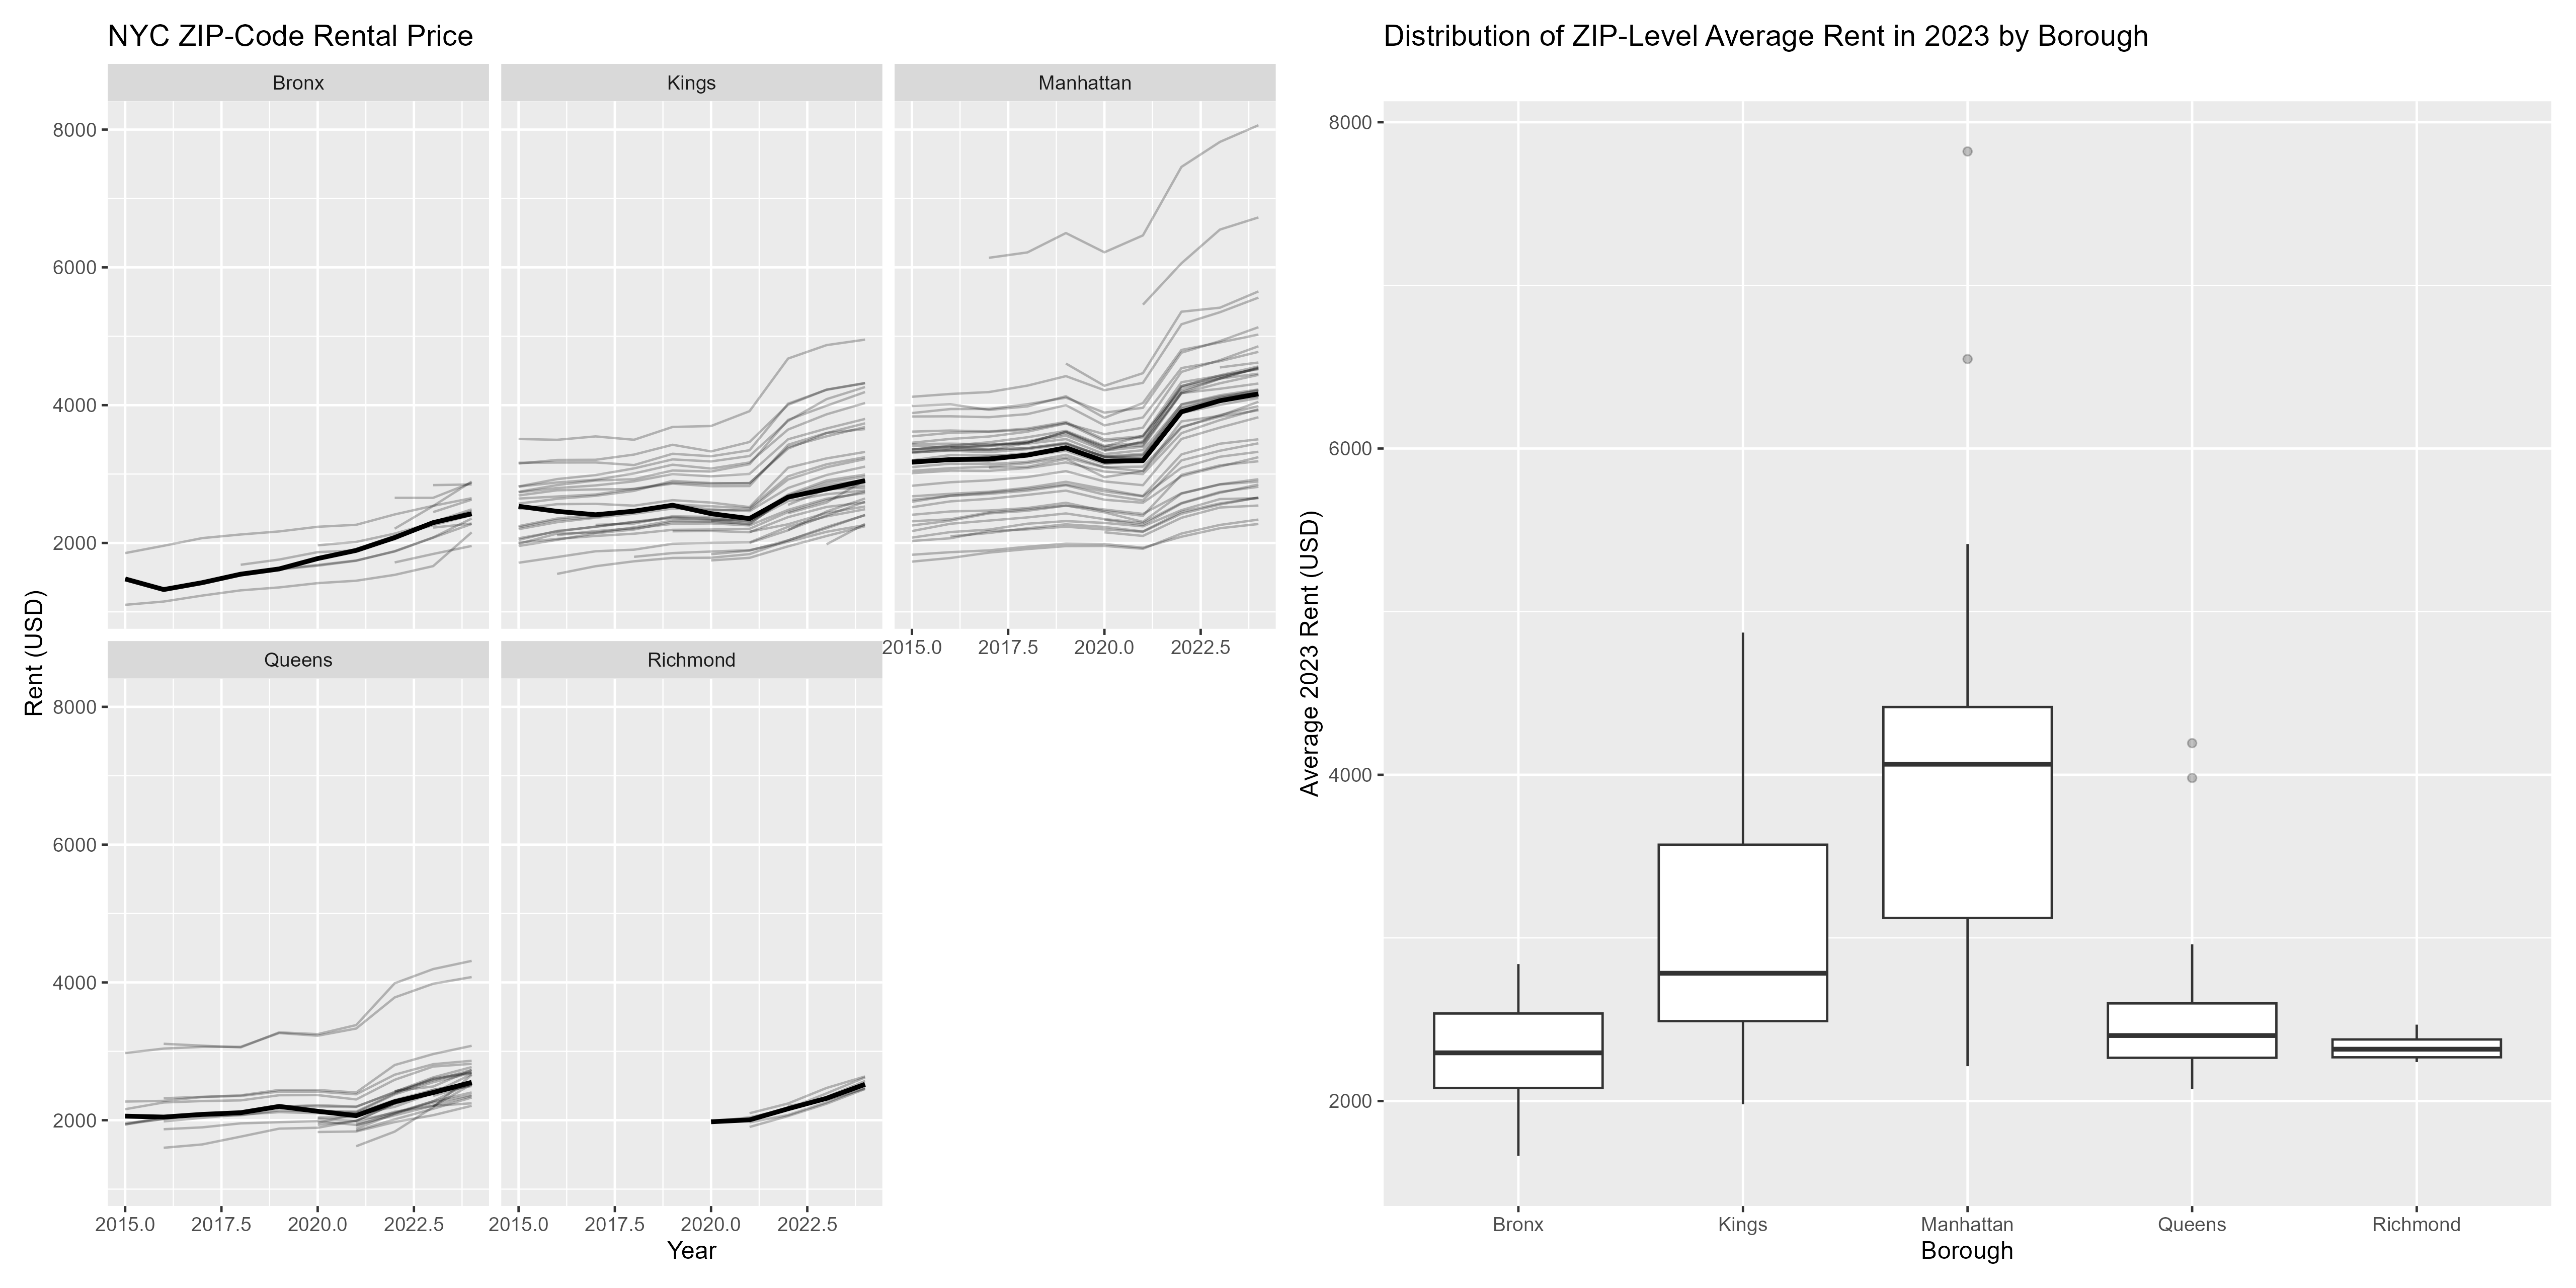 NYC ZIP-Code Rental Price
Bronx
Kings
Manhattan
8000
6000
4000
2000
2015.0 2017.5 2020.0 2022.5
Queens
Richmond
8000
6000
4000
2000
2015.0 2017.5 2020.0 2022.5
2015.0 2017.5 2020.0 2022.5
Year
Rent (USD)
Distribution of ZIP-Level Average Rent in 2023 by Borough
8000
6000
4000
2000
Average 2023 Rent (USD)
Bronx
Kings
Manhattan
Queens
Richmond
Borough